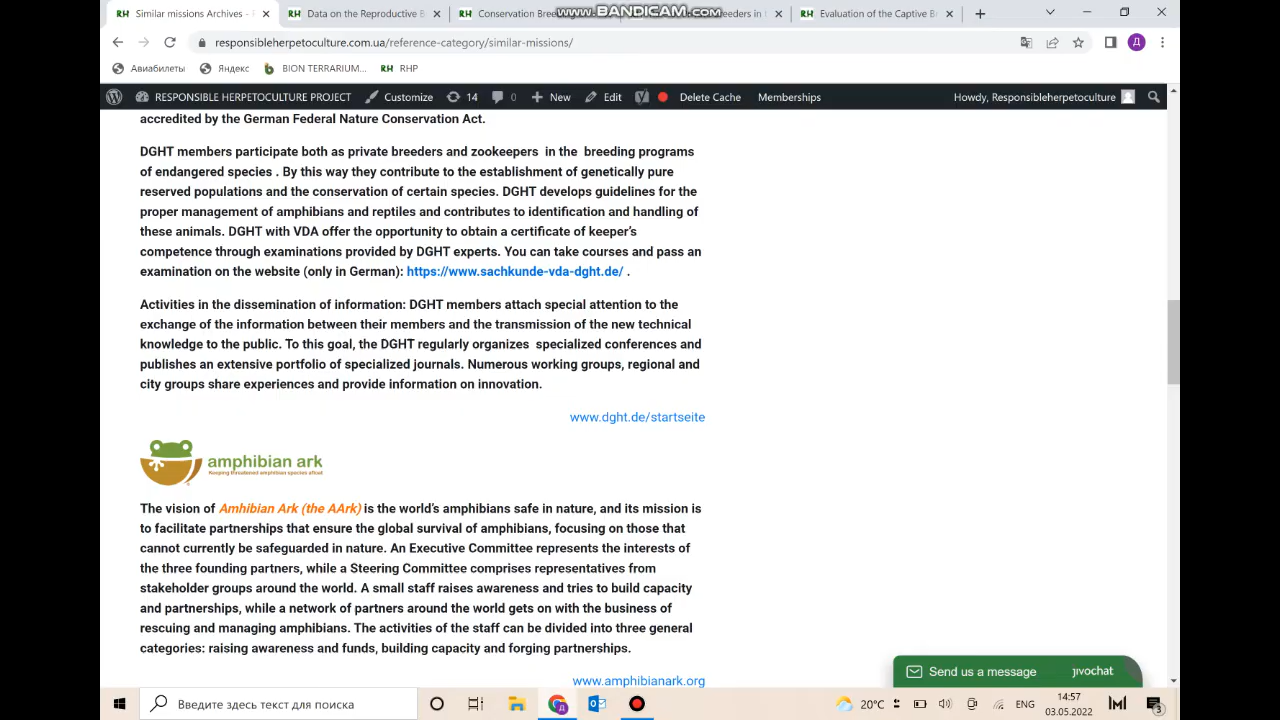 Similar missions Archives - F
Data on the Reproductive B
Conservation Bree
www.BANDICAM.com
eeders in t
Evaluation of the Captive B
responsibleherpetoculture.com.ua/reference-category/similar-missions/
Д
Авиабилеты
Яндекс
BION TERRARIUM...
RHP
RESPONSIBLE HERPETOCULTURE PROJECT
Customize
14
0
New
Edit
Delete Cache
Memberships
Howdy, Responsibleherpetoculture
accredited by the German Federal Nature Conservation Act.
DGHT members participate both as private breeders and zookeepers in the breeding programs
of endangered species . By this way they contribute to the establishment of genetically pure
reserved populations and the conservation of certain species. DGHT develops guidelines for the
proper management of amphibians and reptiles and contributes to identification and handling of
these animals. DGHT with VDA offer the opportunity to obtain a certificate of keeper's
competence through examinations provided by DGHT experts. You can take courses and pass an
examination on the website (only in German): https://www.sachkunde-vda-dght.de/ .
Activities in the dissemination of information: DGHT members attach special attention to the
exchange of the information between their members and the transmission of the new technical
knowledge to the public. To this goal, the DGHT regularly organizes specialized conferences and
publishes an extensive portfolio of specialized journals. Numerous working groups, regional and
city groups share experiences and provide information on innovation.
www.dght.de/startseite
amphibian ark
Keeping threatened amphibian species afloat
The vision of Amhibian Ark (the AArk) is the world's amphibians safe in nature, and its mission is
to facilitate partnerships that ensure the global survival of amphibians, focusing on those that
cannot currently be safeguarded in nature. An Executive Committee represents the interests of
the three founding partners, while a Steering Committee comprises representatives from
stakeholder groups around the world. A small staff raises awareness and tries to build capacity
and partnerships, while a network of partners around the world gets on with the business of
rescuing and managing amphibians. The activities of the staff can be divided into three general
categories: raising awareness and funds, building capacity and forging partnerships.
www.amphibianark.org
Send us a message
jivochat
Введите здесь текст для поиска
20°C
ENG
14:57
03.05.2022
3